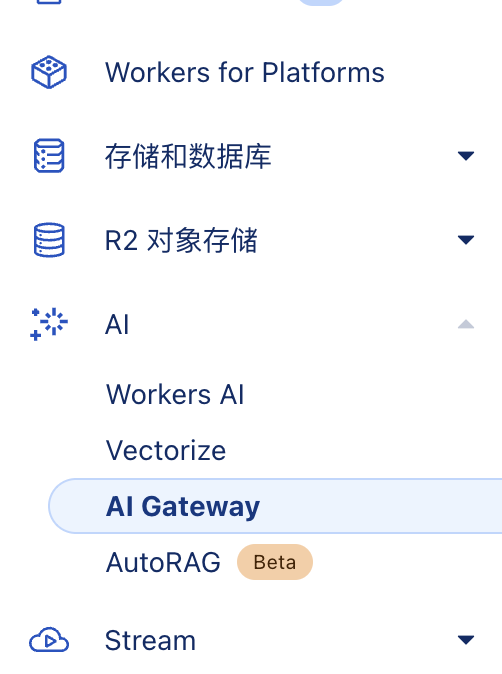 Workers for Platforms
存储和数据库
R2 对象存储
AI
Workers AI
Vectorize
AI Gateway
AutoRAG Beta
Stream